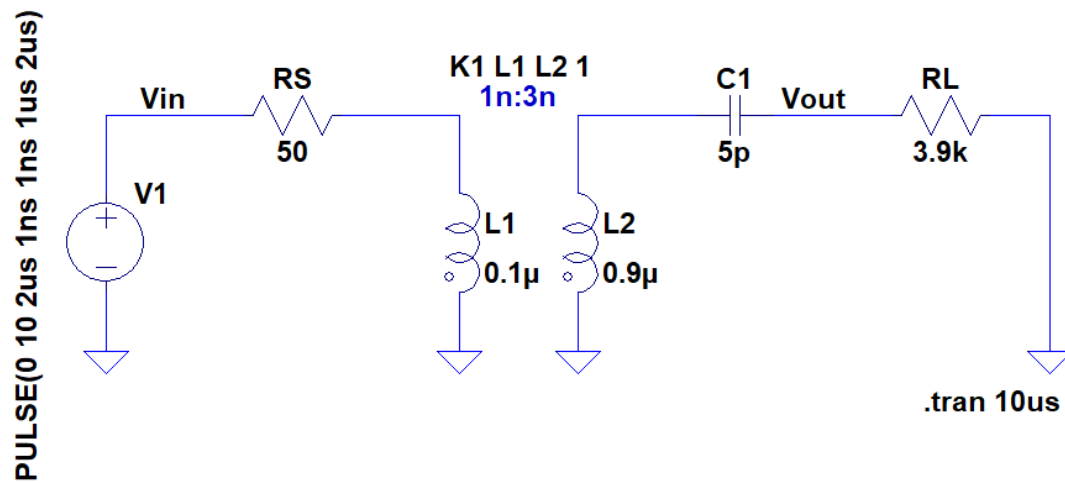 PULSE(0 10 2us 1ns 1ns 1us 2us)
Vin
RS
50
V1
K1 L1 L2 1
1n:3n
L1
0.1µ
L2
0.9µ
C1
5p
Vout
RL
3.9k
.tran 10us